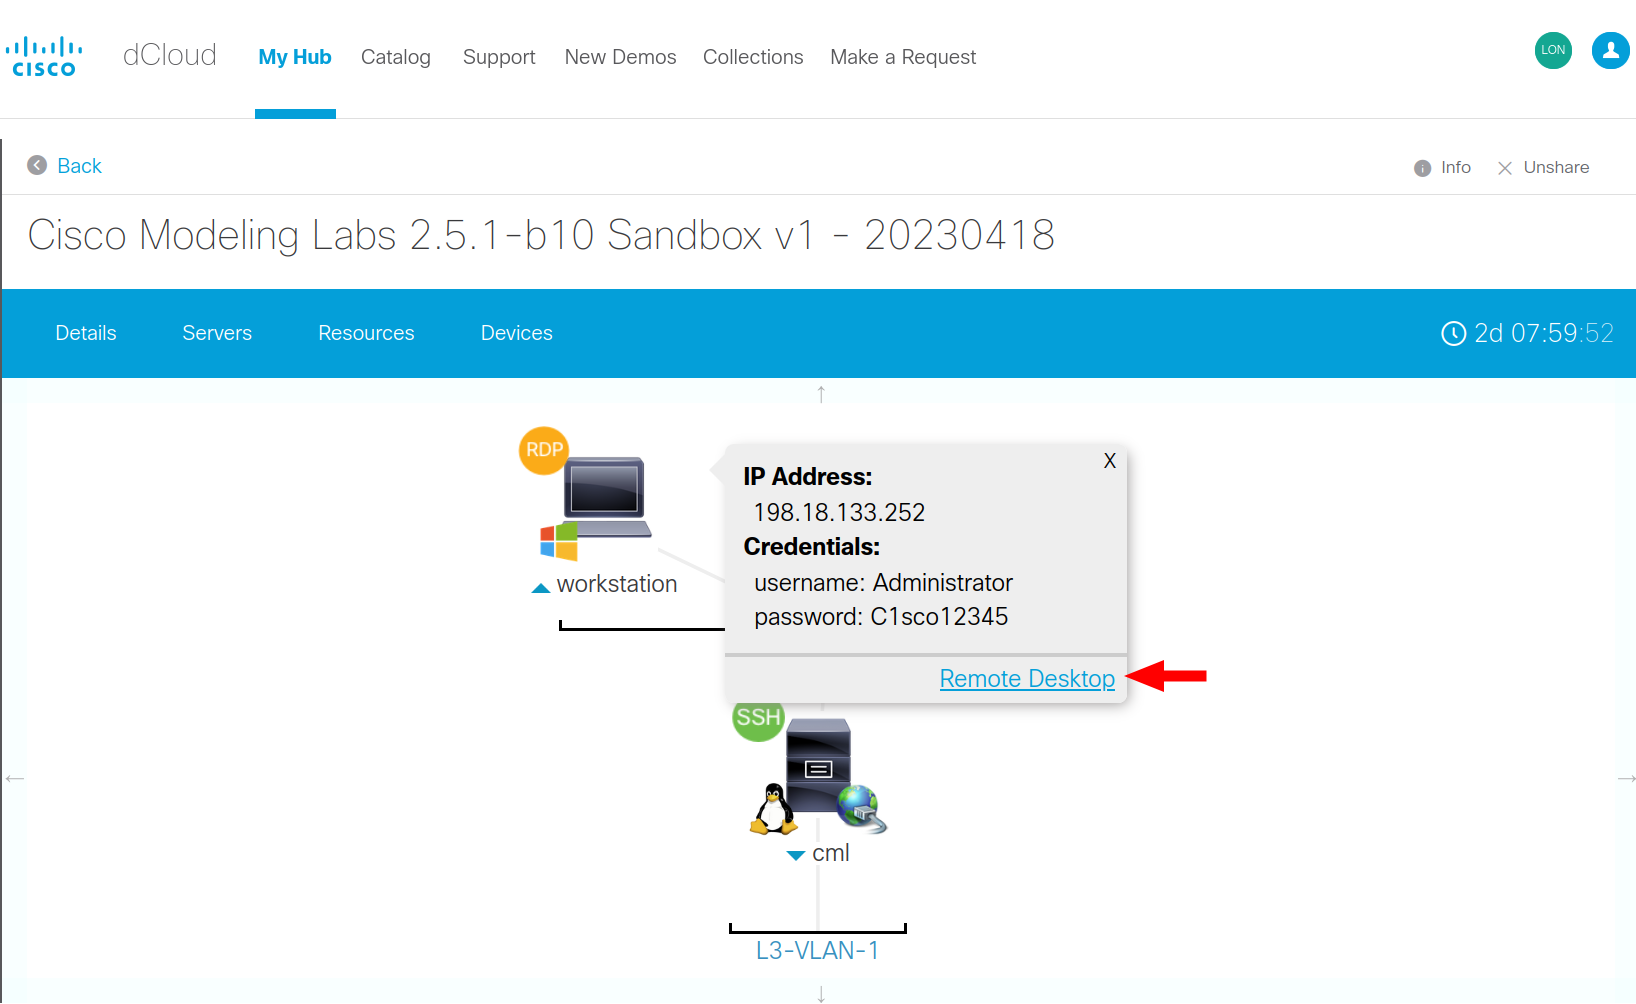 CISCO
dCloud
My Hub
Catalog
Support
New Demos
Collections
Make a Request
LON
Back
Info
Unshare
Cisco Modeling Labs 2.5.1-b10 Sandbox v1 - 20230418
Details
Servers
Resources
Devices
2d 07:59:52
RDP
workstation
X
IP Address:
198.18.133.252
Credentials:
username: Administrator
password: C1sco12345
Remote Desktop
SSH
cml
L3-VLAN-1